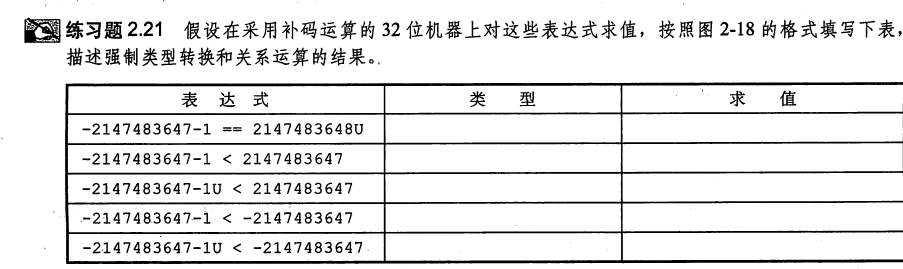 练习题 2.21 假设在采用补码运算的 32 位机器上对这些表达式求值，按照图 2-18 的格式填写下表，
描述强制类型转换和关系运算的结果。
表 达 式 类 型 求 值
-2147483647-1 == 2147483648U
-2147483647-1 < 2147483647
-2147483647-1U < 2147483647
-2147483647-1 < -2147483647
-2147483647-1U < -2147483647